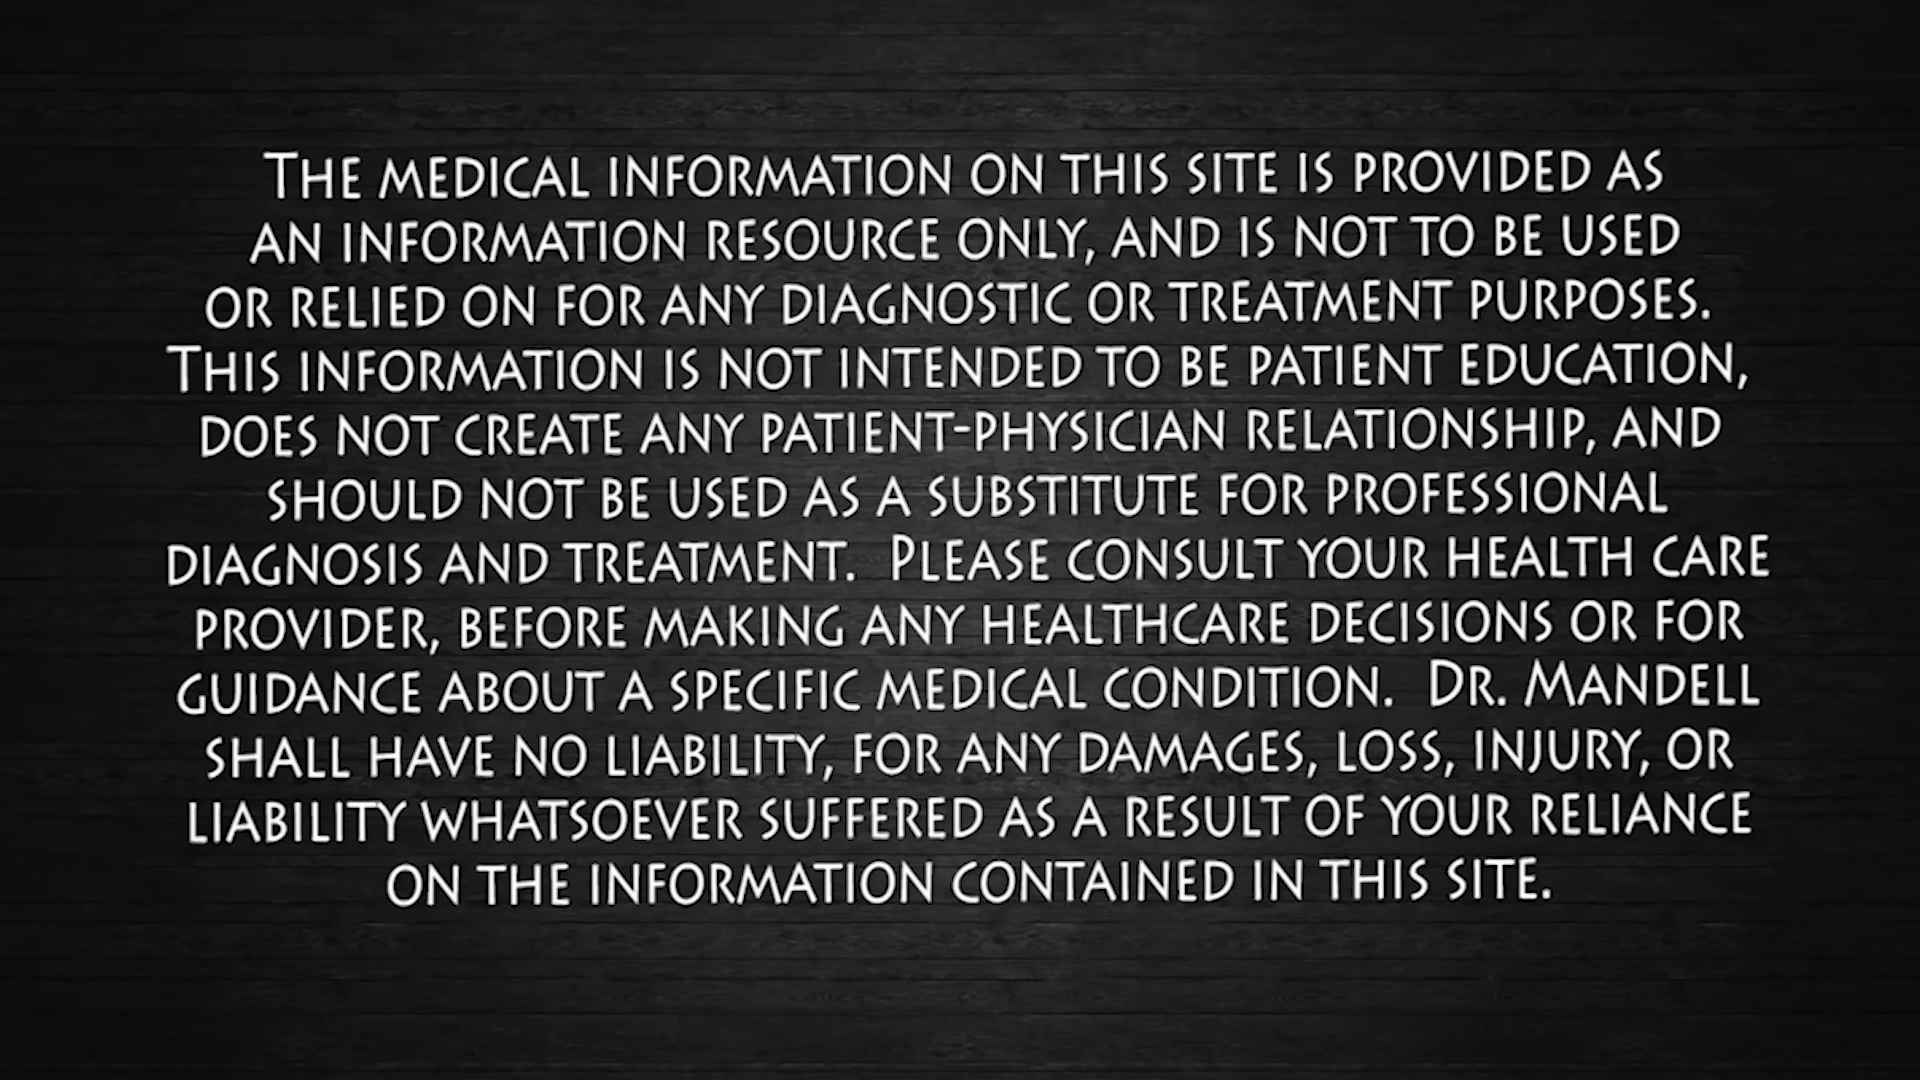 The medical information on this site is provided as
an information resource only, and is not to be used
or relied on for any diagnostic or treatment purposes.
This information is not intended to be patient education,
does not create any patient-physician relationship, and
should not be used as a substitute for professional
diagnosis and treatment.  Please consult your health care
provider, before making any healthcare decisions or for
guidance about a specific medical condition.  Dr. Mandell
shall have no liability, for any damages, loss, injury, or
liability whatsoever suffered as a result of your reliance
on the information contained in this site.